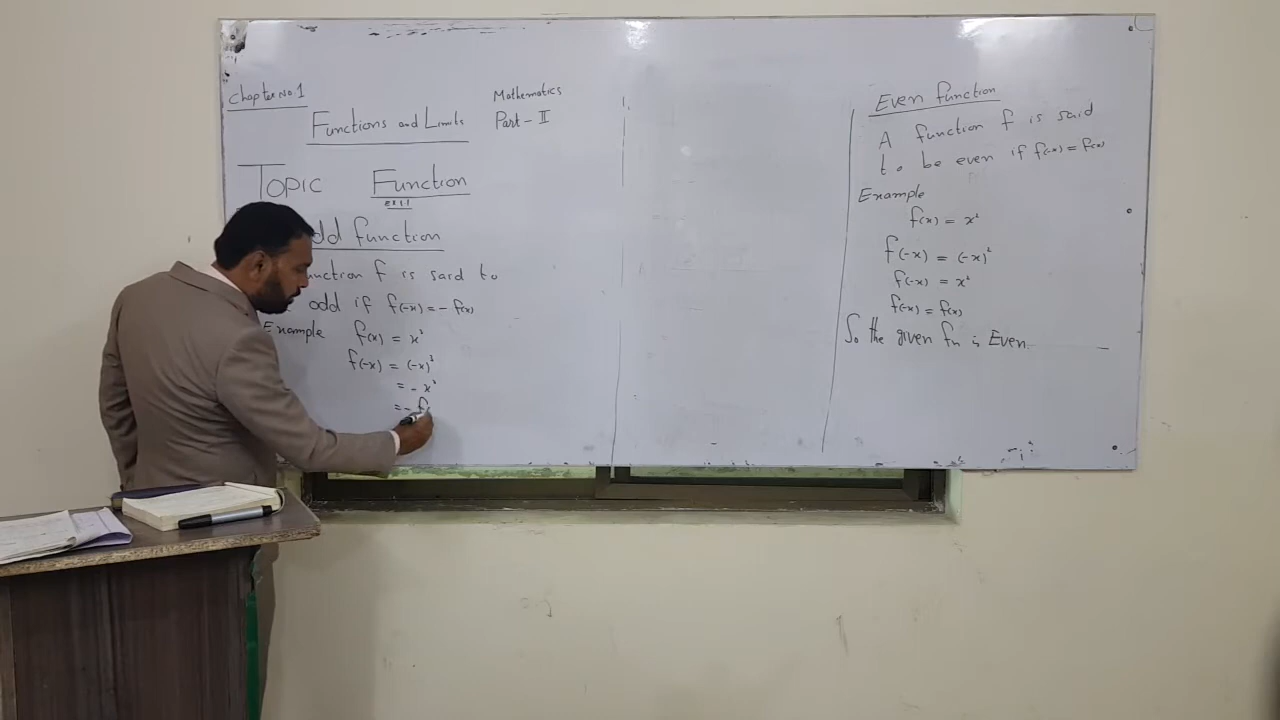 Chapter No 1
Mathematics
Part - II
Functions and Limits
TOPIC Function
Ex 1.1
dd function
unction f is said to
odd if f(-x) = - f(x)
Example f(x) = x³
f(-x) = (-x)³
= - x³
= - f
Even function
A function f is said
to be even if f(-x) = f(x)
Example
f(x) = x²
f(-x) = (-x)²
f(-x) = x²
f(-x) = f(x)
So the given fn is Even.